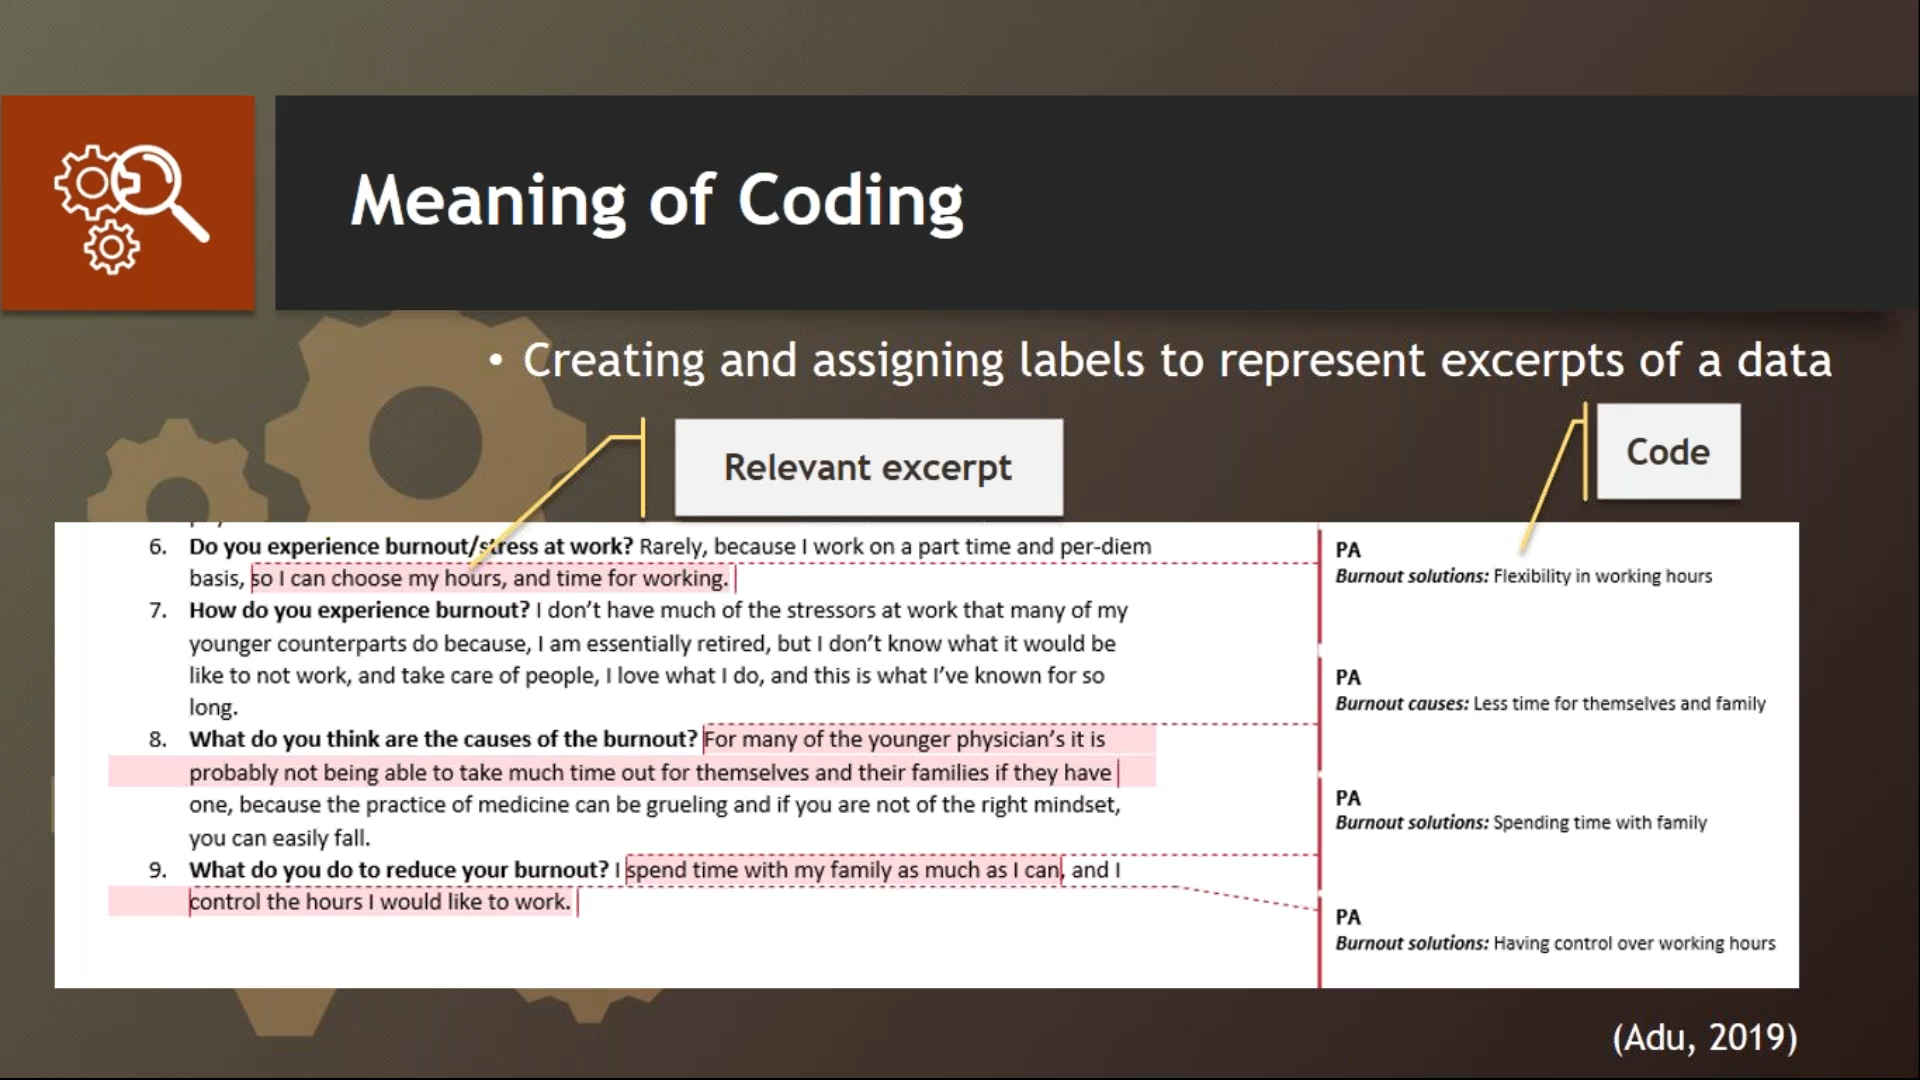 Meaning of Coding
• Creating and assigning labels to represent excerpts of a data
Relevant excerpt
Code
6. Do you experience burnout/stress at work? Rarely, because I work on a part time and per-diem
basis, so I can choose my hours, and time for working.
7. How do you experience burnout? I don’t have much of the stressors at work that many of my
younger counterparts do because, I am essentially retired, but I don’t know what it would be
like to not work, and take care of people, I love what I do, and this is what I’ve known for so
long.
8. What do you think are the causes of the burnout? For many of the younger physician’s it is
probably not being able to take much time out for themselves and their families if they have
one, because the practice of medicine can be grueling and if you are not of the right mindset,
you can easily fall.
9. What do you do to reduce your burnout? I spend time with my family as much as I can, and I
control the hours I would like to work.
PA
Burnout solutions: Flexibility in working hours
PA
Burnout causes: Less time for themselves and family
PA
Burnout solutions: Spending time with family
PA
Burnout solutions: Having control over working hours
(Adu, 2019)